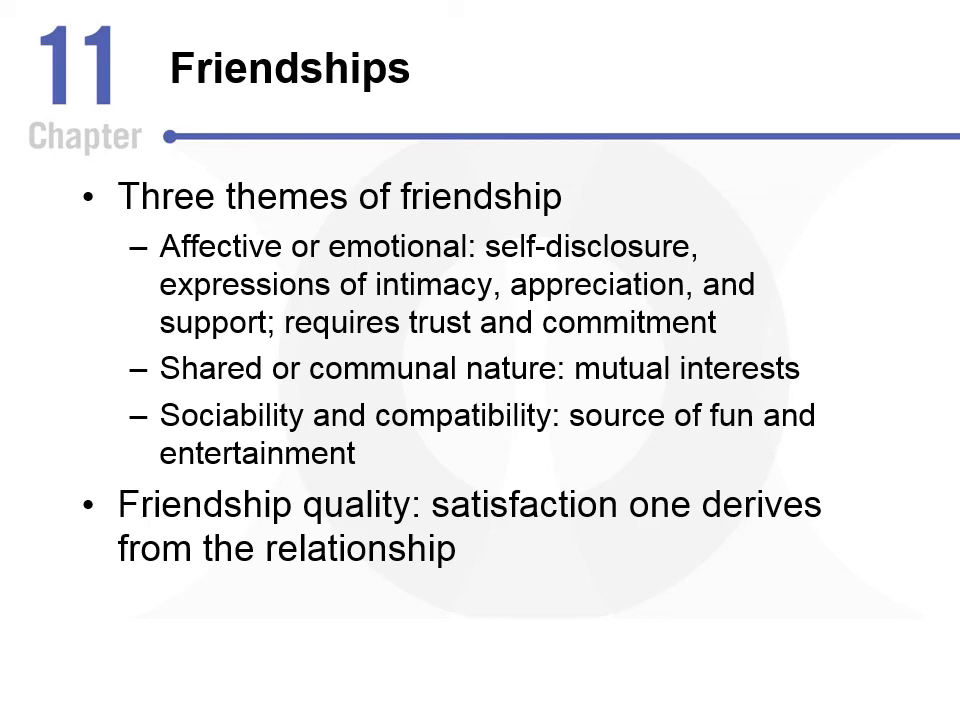 11
Chapter
Friendships
• Three themes of friendship
– Affective or emotional: self-disclosure,
expressions of intimacy, appreciation, and
support; requires trust and commitment
– Shared or communal nature: mutual interests
– Sociability and compatibility: source of fun and
entertainment
• Friendship quality: satisfaction one derives
from the relationship